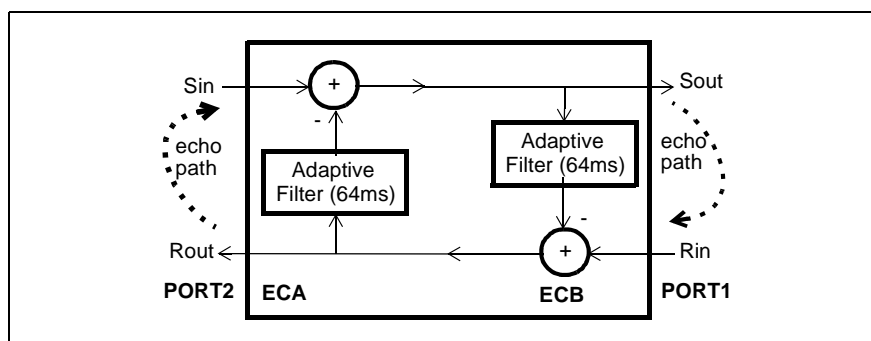 Sin
+
Sout
-
echo
path
Adaptive
Filter (64ms)
Adaptive
Filter (64ms)
echo
path
-
Rout
+
Rin
PORT2
ECA
ECB
PORT1